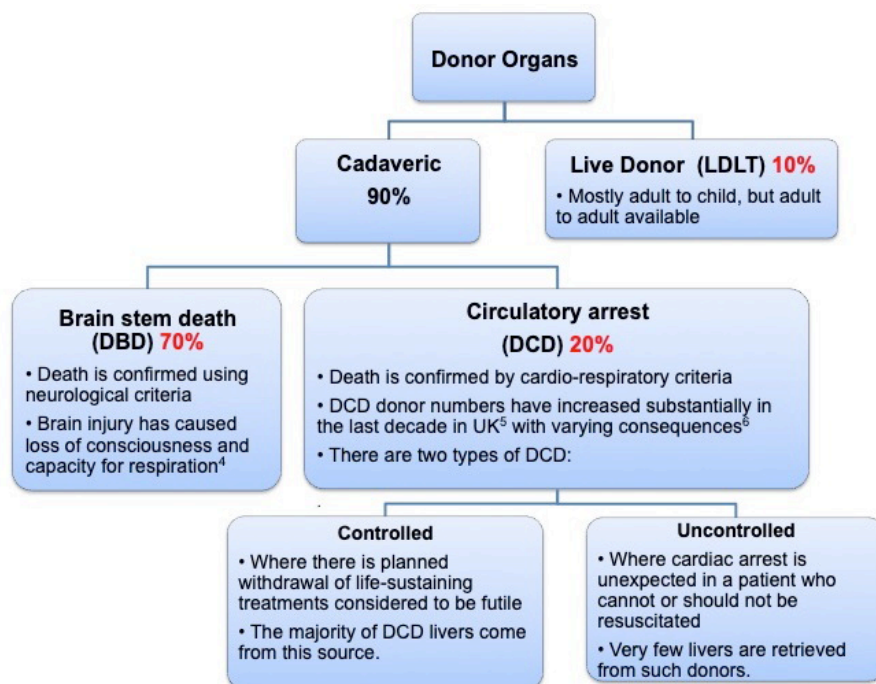 Donor Organs
Cadaveric
90%
Live Donor (LDLT) 10%
• Mostly adult to child, but adult
to adult available
Brain stem death
(DBD) 70%
• Death is confirmed using
neurological criteria
• Brain injury has caused
loss of consciousness and
capacity for respiration4
Circulatory arrest
(DCD) 20%
• Death is confirmed by cardio-respiratory criteria
• DCD donor numbers have increased substantially in
the last decade in UK5 with varying consequences6
• There are two types of DCD:
.
Controlled
• Where there is planned
withdrawal of life-sustaining
treatments considered to be futile
• The majority of DCD livers come
from this source.
Uncontrolled
• Where cardiac arrest is
unexpected in a patient who
cannot or should not be
resuscitated
• Very few livers are retrieved
from such donors.